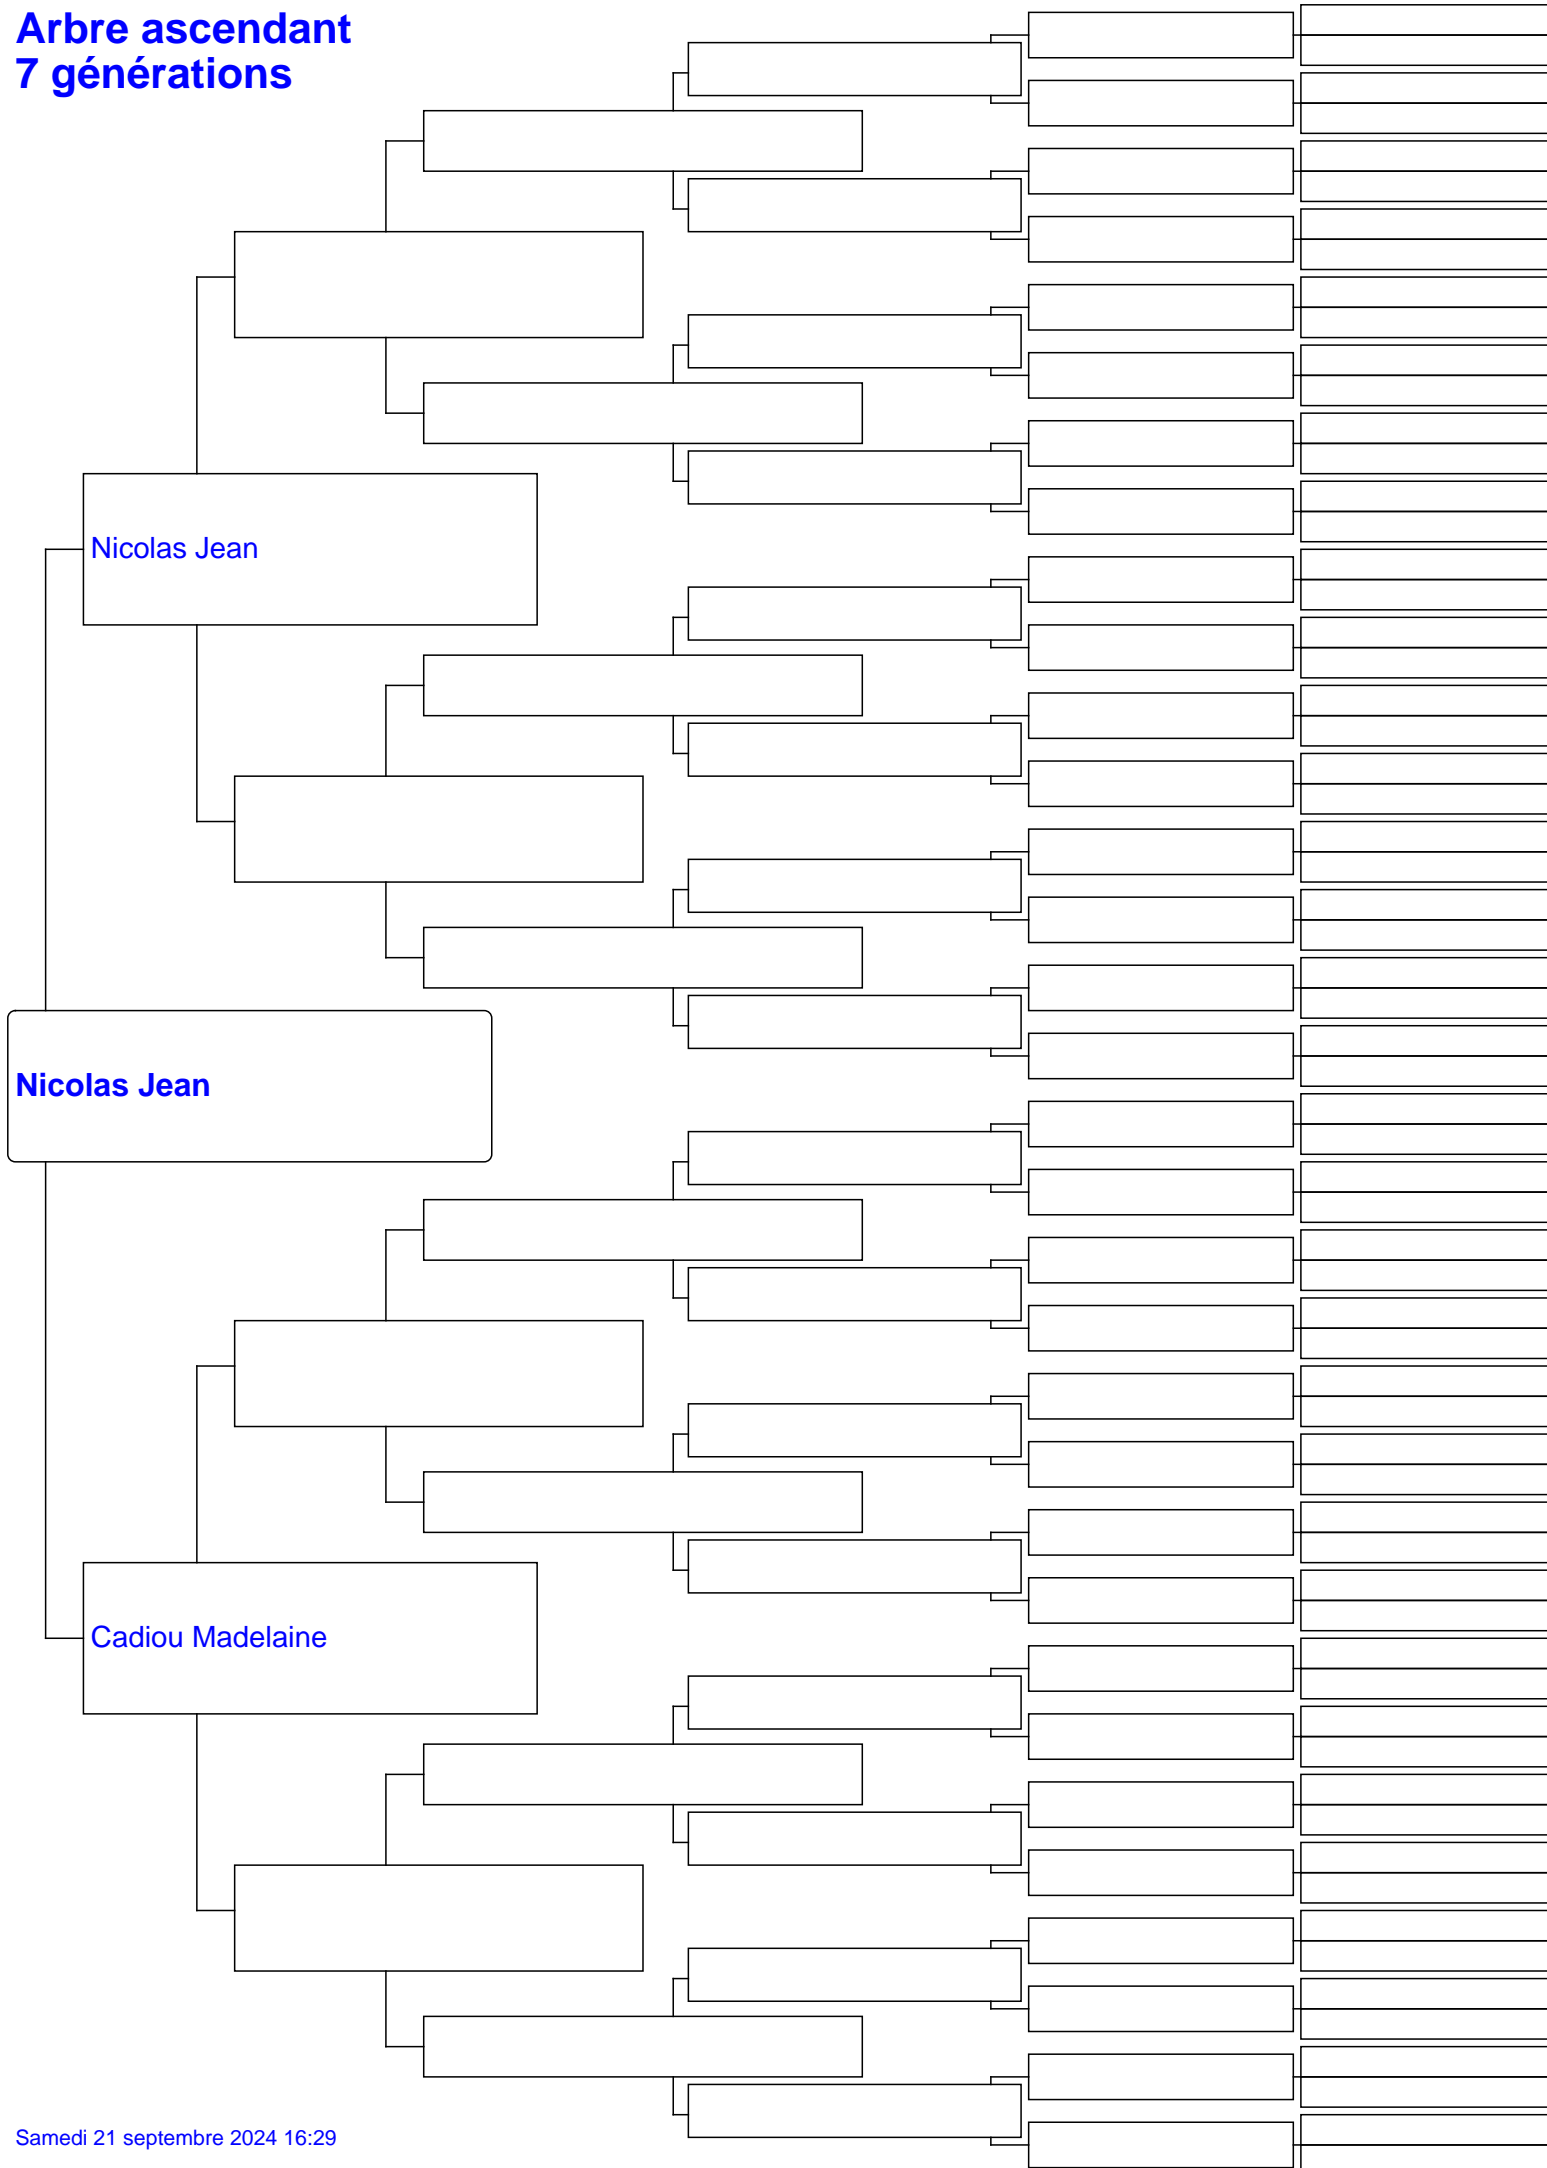 Arbre ascendant
7 générations
Nicolas Jean
Nicolas Jean
Cadiou Madelaine
Samedi 21 septembre 2024 16:29